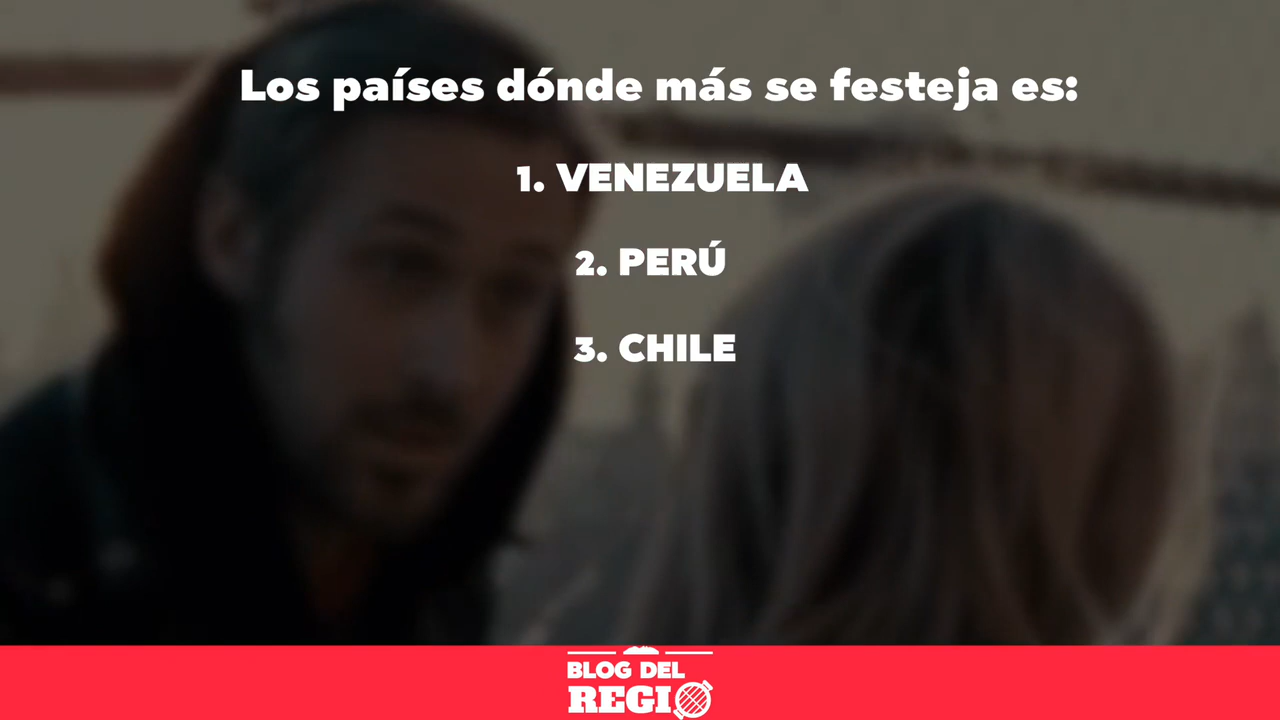 Los países dónde más se festeja es:
1. VENEZUELA
2. PERÚ
3. CHILE
BLOG DEL
REGIO